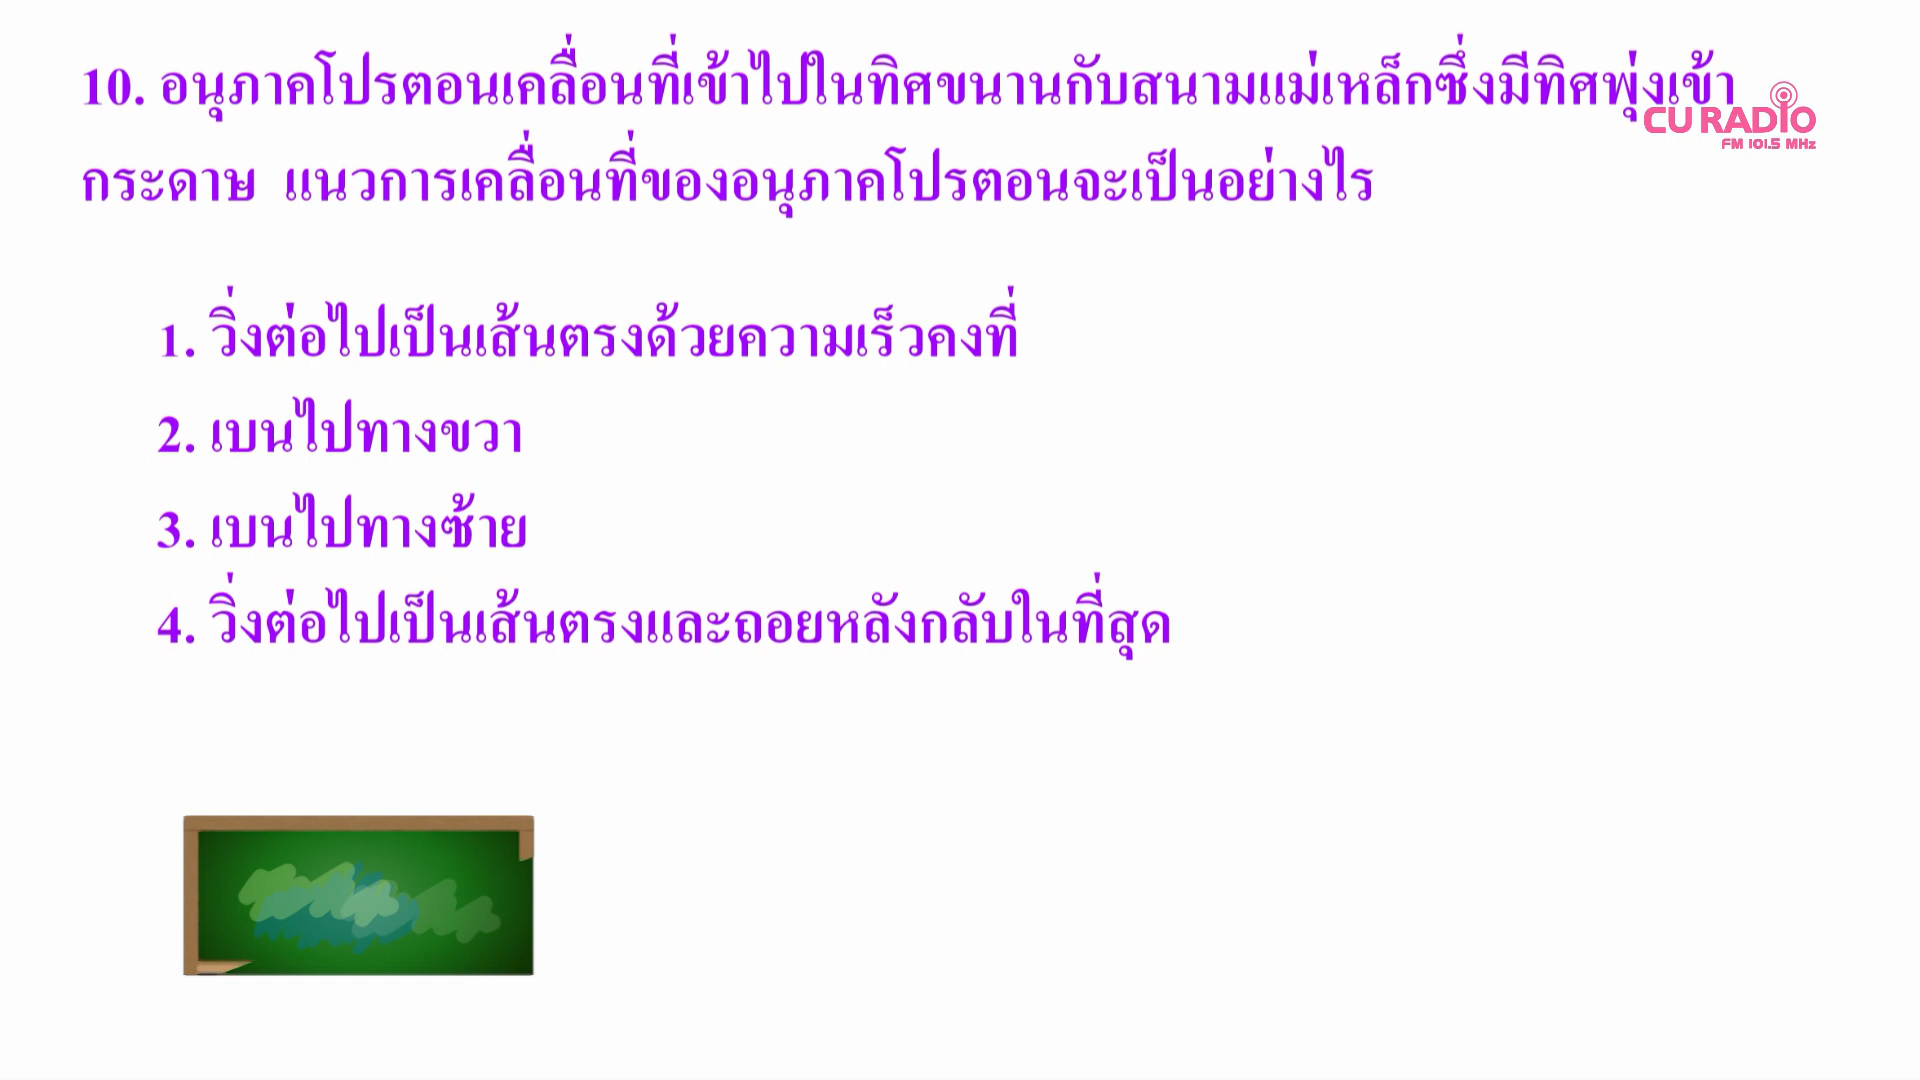 10. อนุภาคโปรตอนเคลื่อนที่เข้าไปในทิศขนานกับสนามแม่เหล็กซึ่งมีทิศพุ่งเข้า
กระดาษ แนวการเคลื่อนที่ของอนุภาคโปรตอนจะเป็นอย่างไร
CU RADIO
FM 101.5 MHz
1. วิ่งต่อไปเป็นเส้นตรงด้วยความเร็วคงที่
2. เบนไปทางขวา
3. เบนไปทางซ้าย
4. วิ่งต่อไปเป็นเส้นตรงและถอยหลังกลับในที่สุด